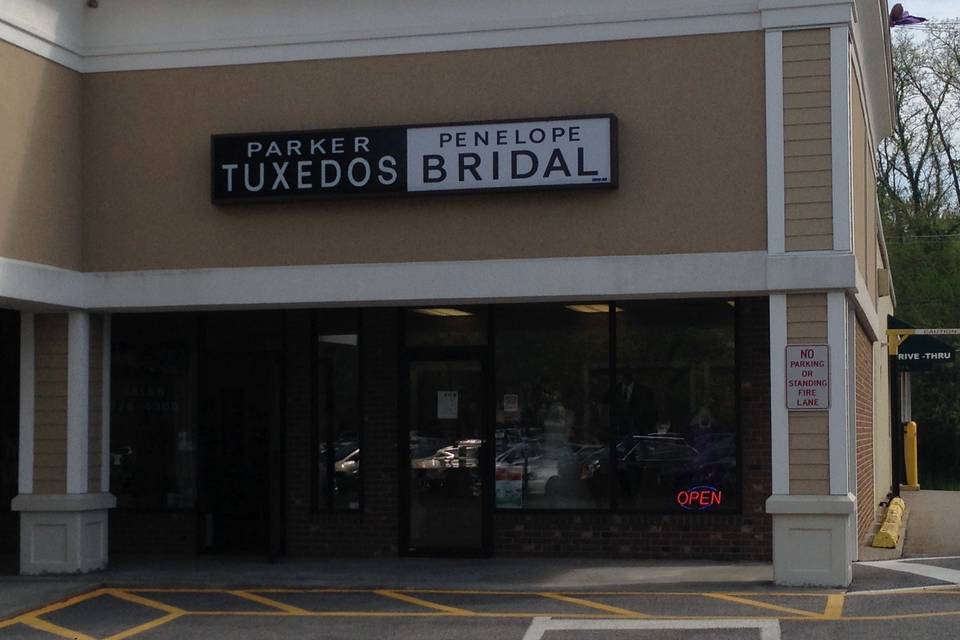 PARKER
TUXEDOS
PENELOPE
BRIDAL
CAUTION
RIVE-THRU
NO
PARKING
OR
STANDING
FIRE
LANE
OPEN